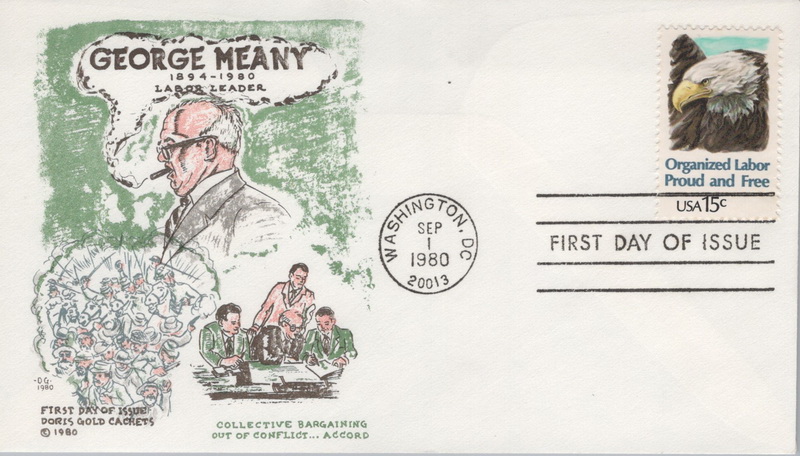 GEORGE MEANY
1894-1980
LABOR LEADER
-DG-
1980
FIRST DAY OF ISSUE
DORIS GOLD CACHETS
© 1980
COLLECTIVE BARGAINING
OUT OF CONFLICT... ACCORD
WASHINGTON, DC
SEP
1
1980
20013
Organized Labor
Proud and Free
USA 15c
FIRST DAY OF ISSUE